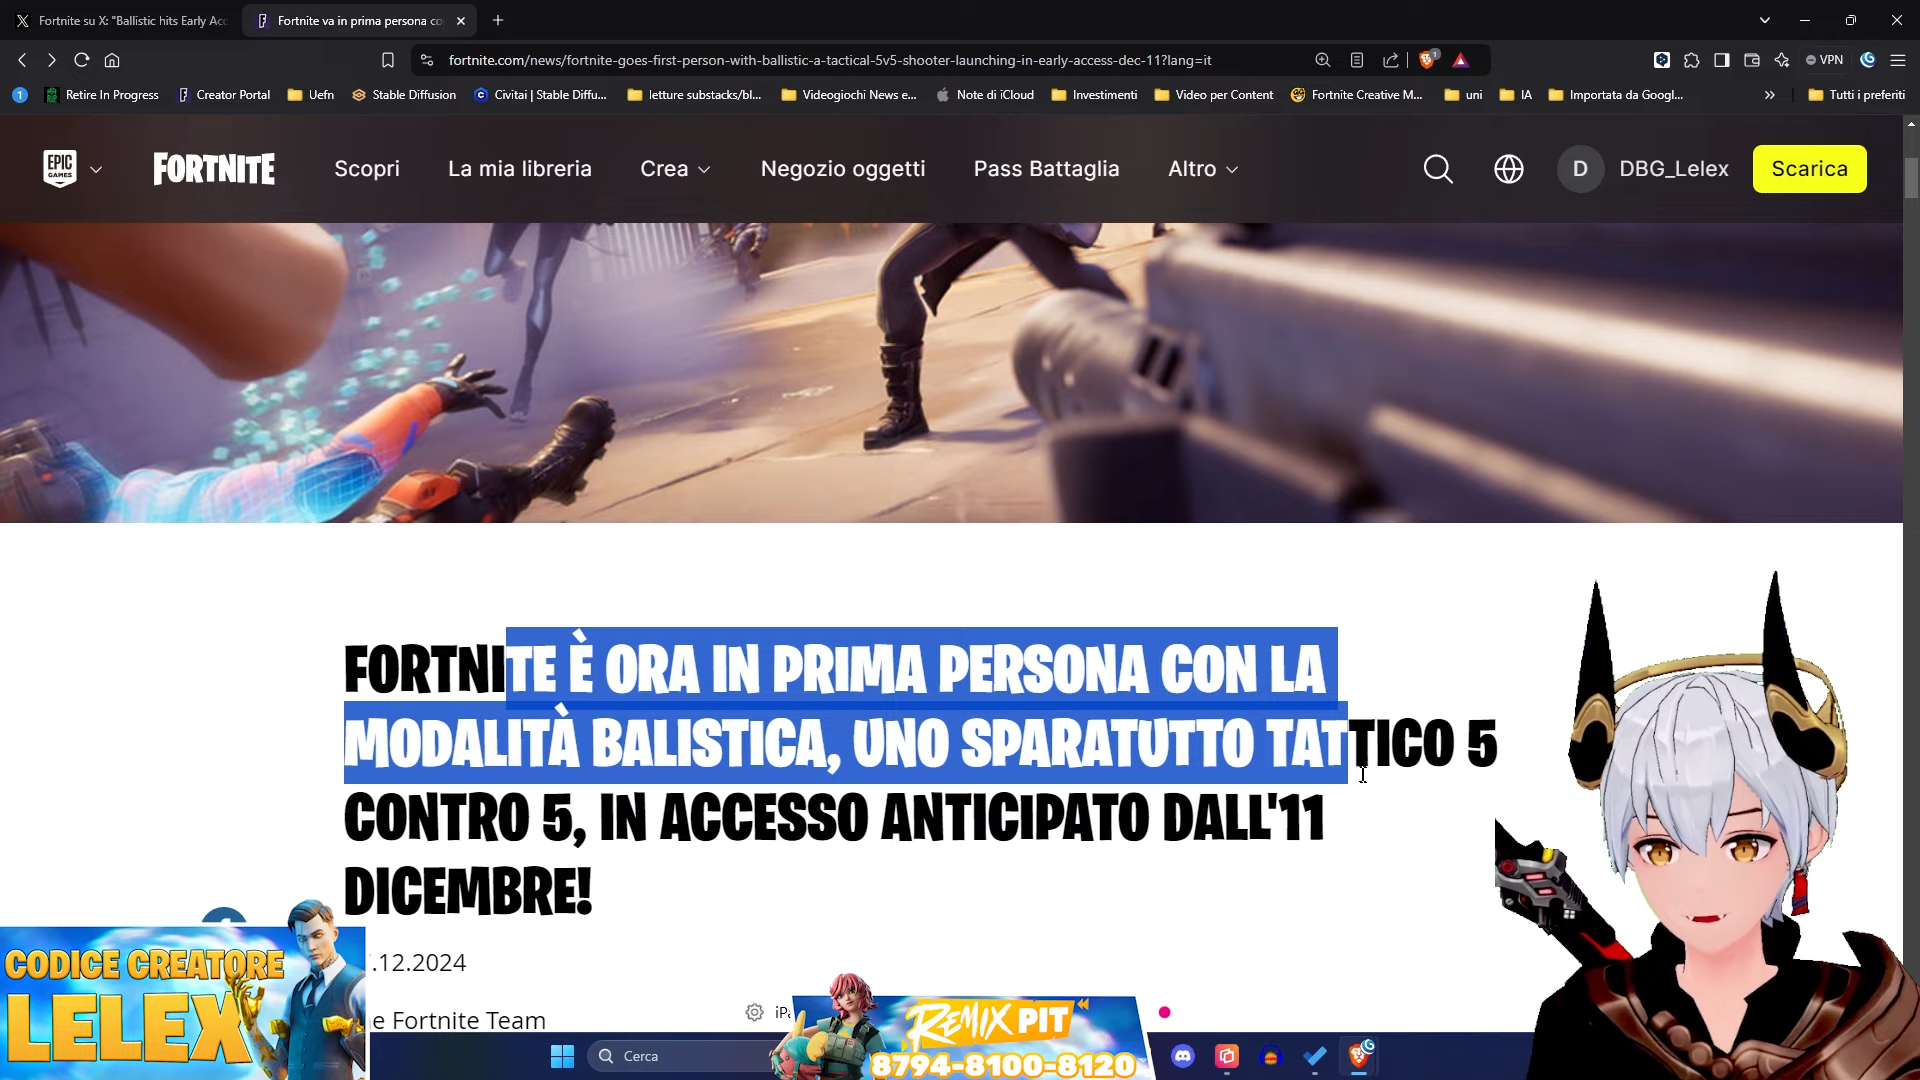 Fortnite su X: "Ballistic hits Early Acc
Fortnite va in prima persona co
fortnite.com/news/fortnite-goes-first-person-with-ballistic-a-tactical-5v5-shooter-launching-in-early-access-dec-11?lang=it
1
VPN
1
Retire In Progress
Creator Portal
Uefn
Stable Diffusion
Civitai | Stable Diffu...
letture substacks/bl...
Videogiochi News e...
Note di iCloud
Investimenti
Video per Content
Fortnite Creative M...
uni
IA
Importata da Googl...
Tutti i preferiti
EPIC GAMES
FORTNITE
Scopri
La mia libreria
Crea
Negozio oggetti
Pass Battaglia
Altro
D
DBG_Lelex
Scarica
FORTNITE È ORA IN PRIMA PERSONA CON LA
MODALITÀ BALISTICA, UNO SPARATUTTO TATTICO 5
CONTRO 5, IN ACCESSO ANTICIPATO DALL'11
DICEMBRE!
.12.2024
e Fortnite Team
CODICE CREATORE
LELEX
REMIX PIT
8794-8100-8120
Cerca